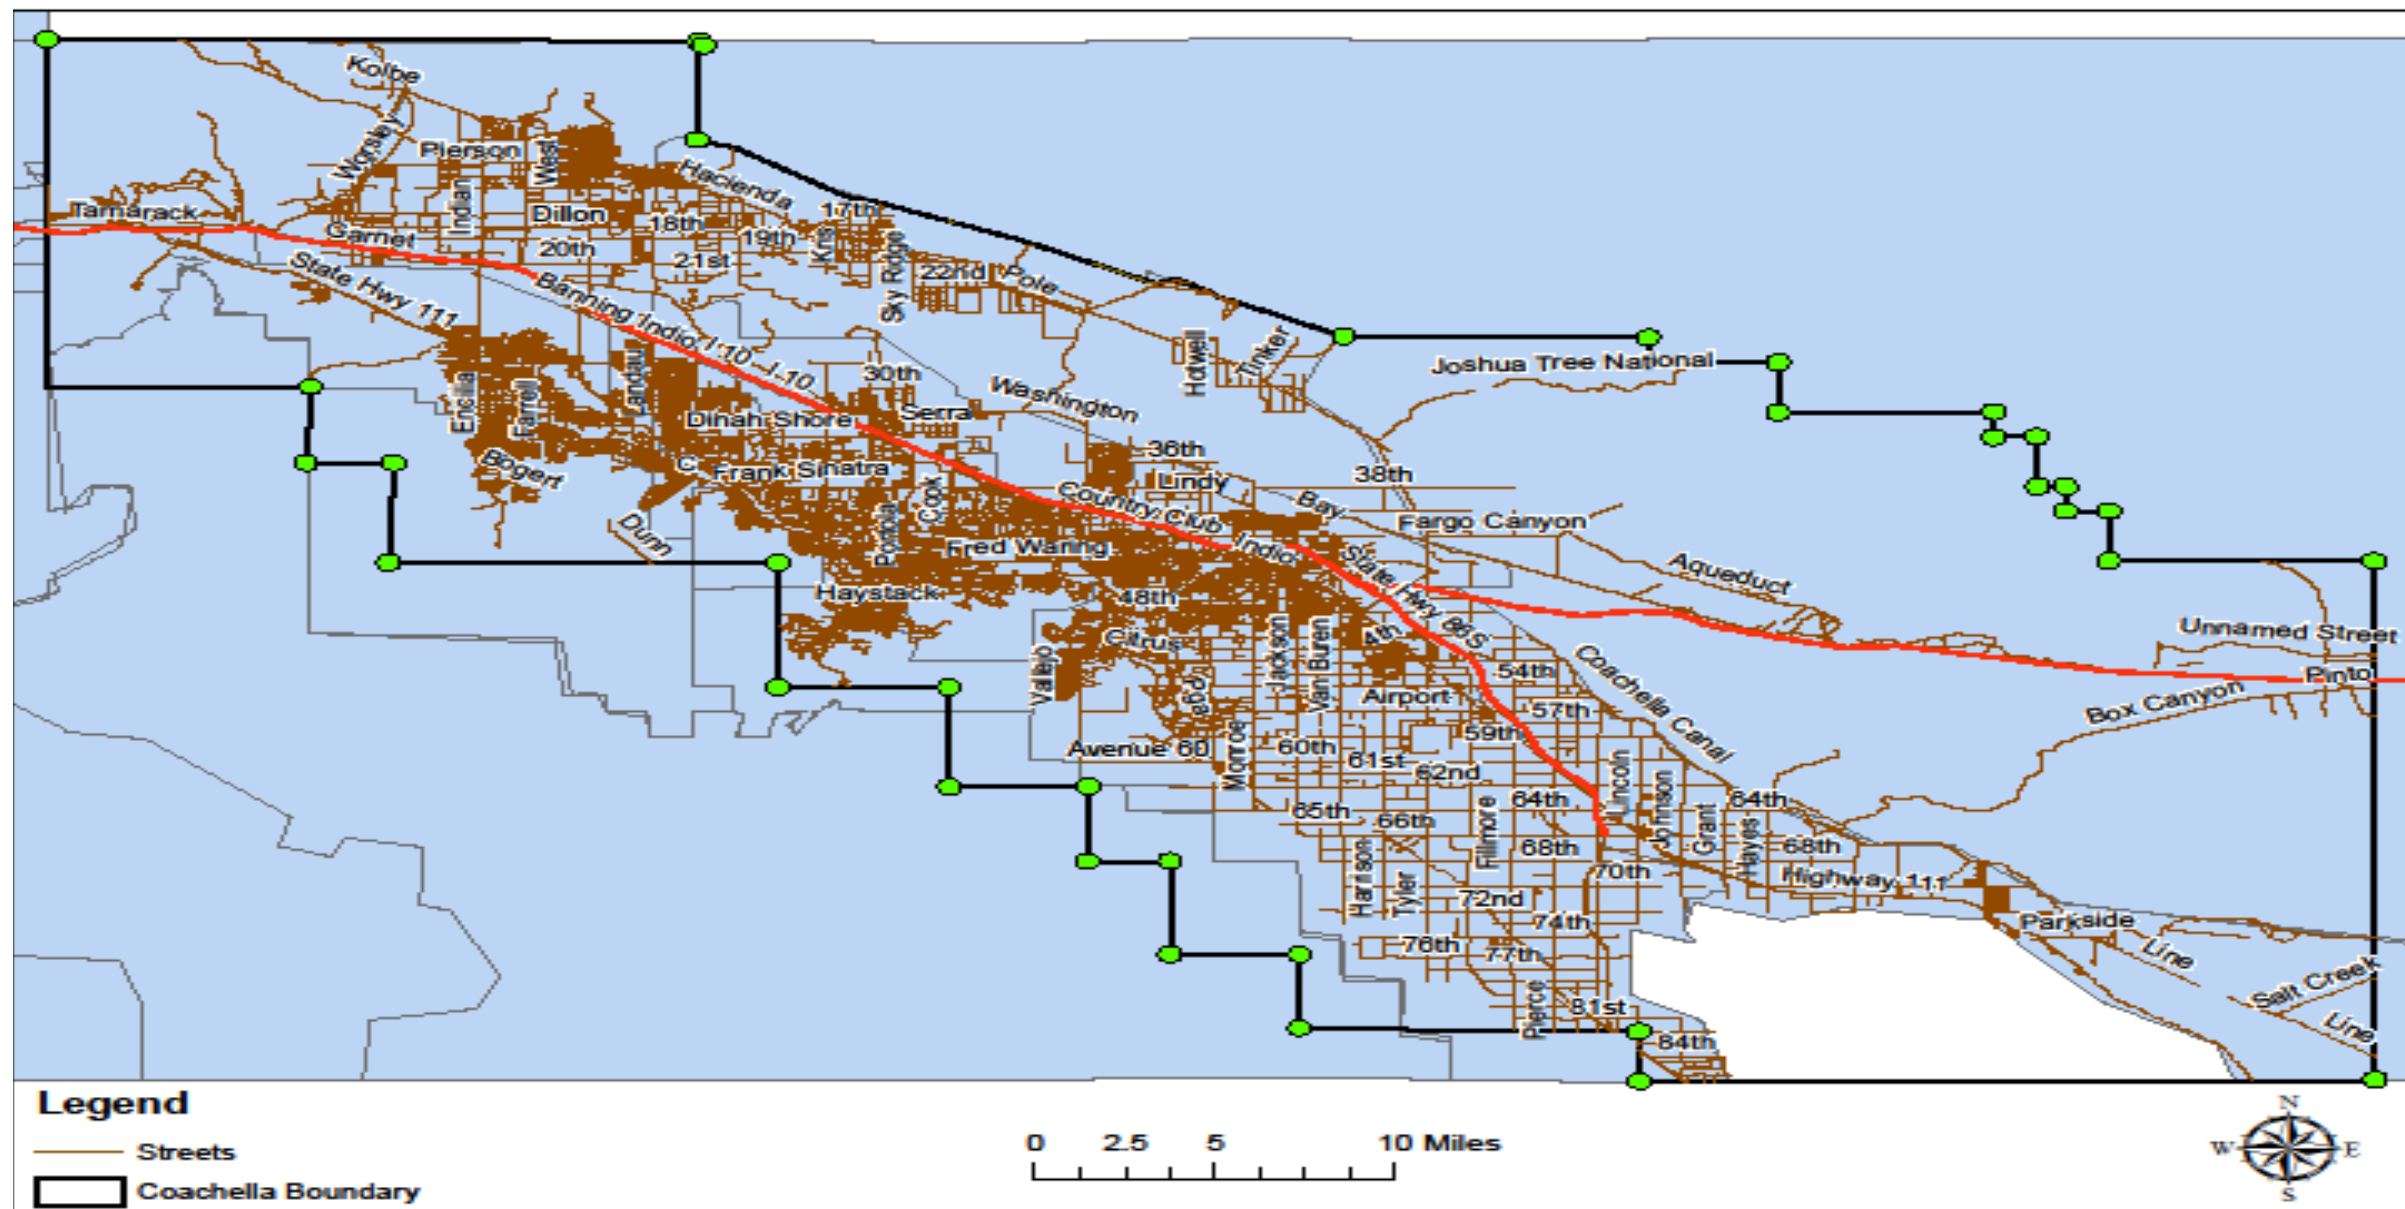 Kolbe
Worsley
Pierson
West
Hacienda
Tamarack
Indian
Dillon
18th
17th
Garnet
20th
19th
Kris
21st
Sky Ridge
22nd
Pole
State Hwy 111
Banning Indio
I 10
I 10
Landau
30th
Washington
Hotwell
Tinker
Joshua Tree National
Encilia
Farrell
Dinah Shore
Serra
Bogert
C.
Frank Sinatra
Cook
36th
Lindy
38th
Country Club
Bay
Fargo Canyon
Dunn
Portola
Fred Waring
Indio
State Hwy 86S
Aqueduct
Haystack
48th
Citrus
Jackson
Van Buren
4th
Unnamed Street
Vallejo
54th
Coachella Canal
Airport
Pinto
Box Canyon
57th
59th
Avenue 60
Monroe
60th
61st
62nd
Lincoln
Johnson
64th
64th
65th
66th
Fillmore
68th
Grant
Hayes
68th
70th
Highway 111
Harrison
Tyler
72nd
74th
Parkside
76th
77th
Line
Salt Creek
Pierce
81st
Line
84th
Legend
Streets
Coachella Boundary
0 2.5 5 10 Miles
N
W E
S